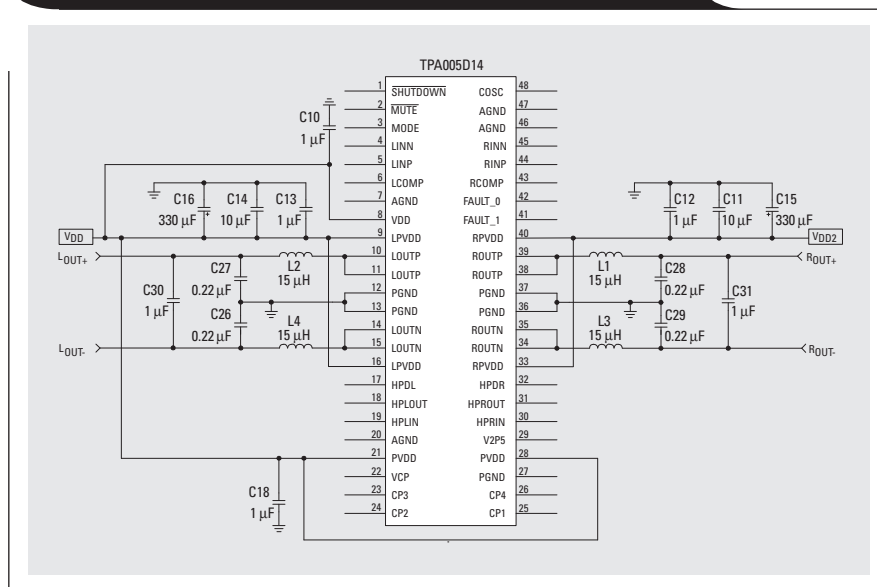 TPA005D14
1 SHUTDOWN COSC 48
2 MUTE AGND 47
3 MODE AGND 46
4 LINN RINN 45
5 LINP RINP 44
6 LCOMP RCOMP 43
7 AGND FAULT_0 42
8 VDD FAULT_1 41
9 LPVDD RPVDD 40
10 LOUTP ROUTP 39
11 LOUTP ROUTP 38
12 PGND PGND 37
13 PGND PGND 36
14 LOUTN ROUTN 35
15 LOUTN ROUTN 34
16 LPVDD RPVDD 33
17 HPDL HPDR 32
18 HPLOUT HPROUT 31
19 HPLIN HPRIN 30
20 AGND V2P5 29
21 PVDD PVDD 28
22 VCP PGND 27
23 CP3 CP4 26
24 CP2 CP1 25
C10
1 µF
C16
330 µF
C14
10 µF
C13
1 µF
VDD
LOUT+
C30
1 µF
C27
0.22 µF
C26
0.22 µF
L2
15 µH
L4
15 µH
LOUT-
C18
1 µF
C12
1 µF
C11
10 µF
C15
330 µF
VDD2
ROUT+
L1
15 µH
C28
0.22 µF
C31
1 µF
L3
15 µH
C29
0.22 µF
ROUT-